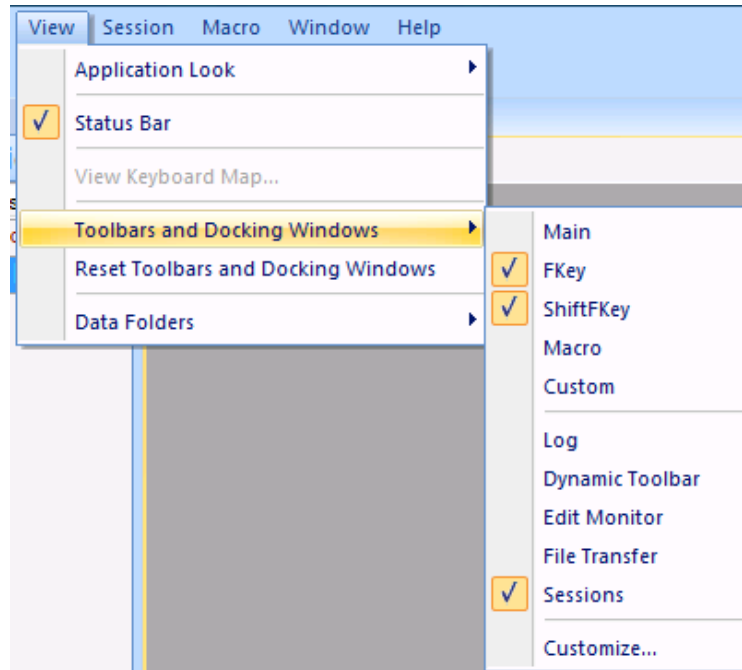 View Session Macro Window Help
Application Look
Status Bar
View Keyboard Map...
Toolbars and Docking Windows
Reset Toolbars and Docking Windows
Data Folders
Main
FKey
ShiftFKey
Macro
Custom
Log
Dynamic Toolbar
Edit Monitor
File Transfer
Sessions
Customize...